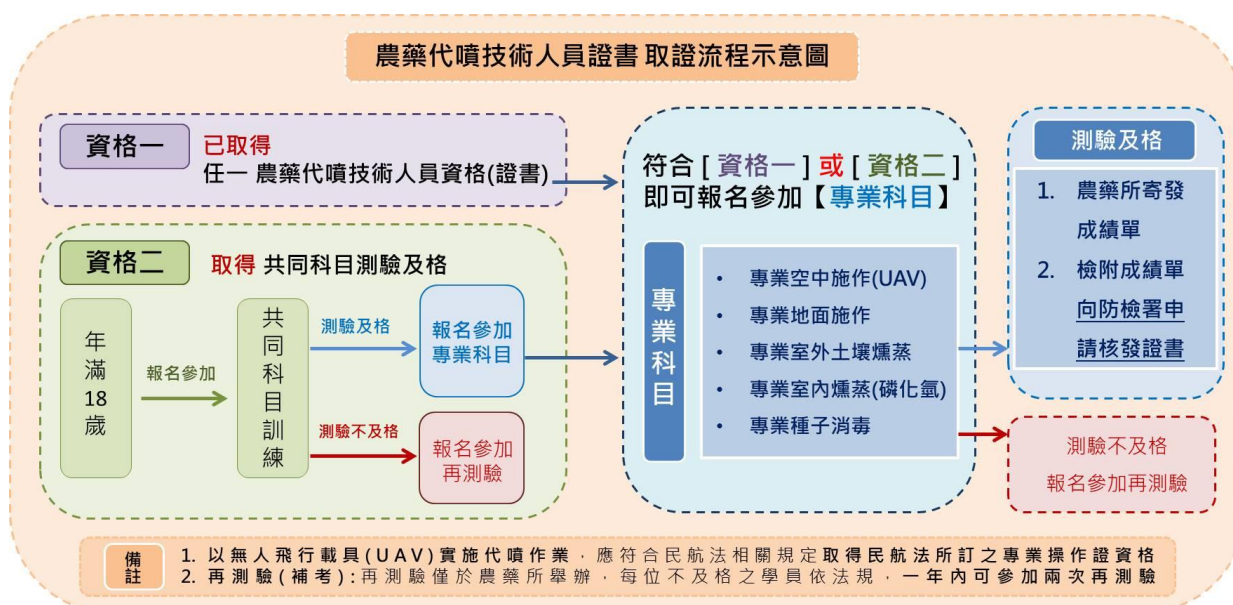 農藥代噴技術人員證書 取證流程示意圖
資格一
已取得
任一 農藥代噴技術人員資格(證書)
資格二
取得 共同科目測驗及格
年滿18歲
報名參加
共同科目訓練
測驗及格
報名參加
專業科目
測驗不及格
報名參加
再測驗
符合 [ 資格一 ] 或 [ 資格二 ]
即可報名參加【專業科目】
專業科目
• 專業空中施作(UAV)
• 專業地面施作
• 專業室外土壤燻蒸
• 專業室內燻蒸(磷化氫)
• 專業種子消毒
測驗及格
1. 農藥所寄發
成績單
2. 檢附成績單
向防檢署申
請核發證書
測驗不及格
報名參加再測驗
備註
1. 以無人飛行載具(UAV)實施代噴作業，應符合民航法相關規定取得民航法所訂之專業操作證資格
2. 再測驗(補考):再測驗僅於農藥所舉辦，每位不及格之學員依法規，一年內可參加兩次再測驗